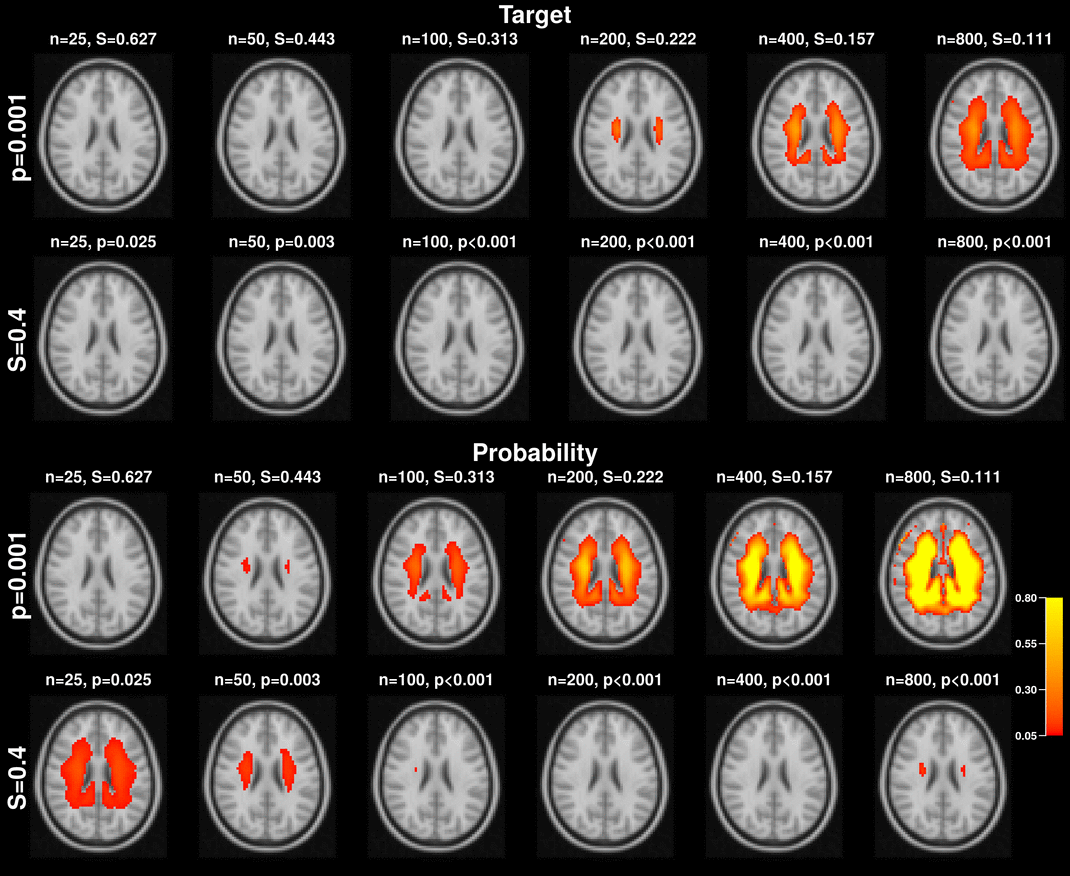 Target
n=25, S=0.627 n=50, S=0.443 n=100, S=0.313 n=200, S=0.222 n=400, S=0.157 n=800, S=0.111
p=0.001
n=25, p=0.025 n=50, p=0.003 n=100, p<0.001 n=200, p<0.001 n=400, p<0.001 n=800, p<0.001
S=0.4
Probability
n=25, S=0.627 n=50, S=0.443 n=100, S=0.313 n=200, S=0.222 n=400, S=0.157 n=800, S=0.111
p=0.001
0.80
0.55
0.30
0.05
n=25, p=0.025 n=50, p=0.003 n=100, p<0.001 n=200, p<0.001 n=400, p<0.001 n=800, p<0.001
S=0.4